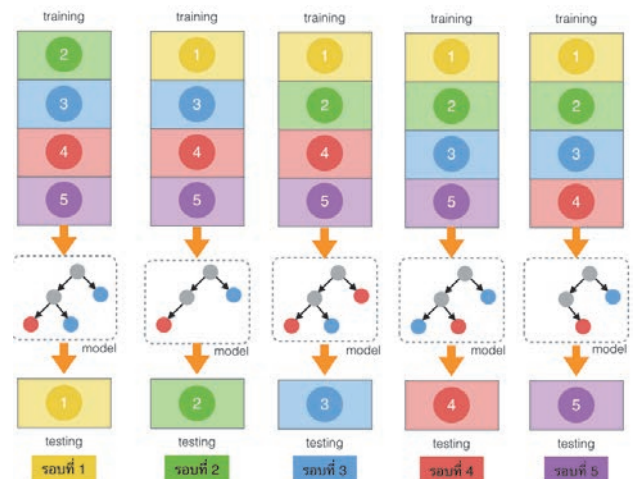 training training training training training
2 1 1 1 1
3 3 2 2 2
4 4 4 3 3
5 5 5 5 4
model model model model model
1 2 3 4 5
testing testing testing testing testing
รอบที่ 1 รอบที่ 2 รอบที่ 3 รอบที่ 4 รอบที่ 5